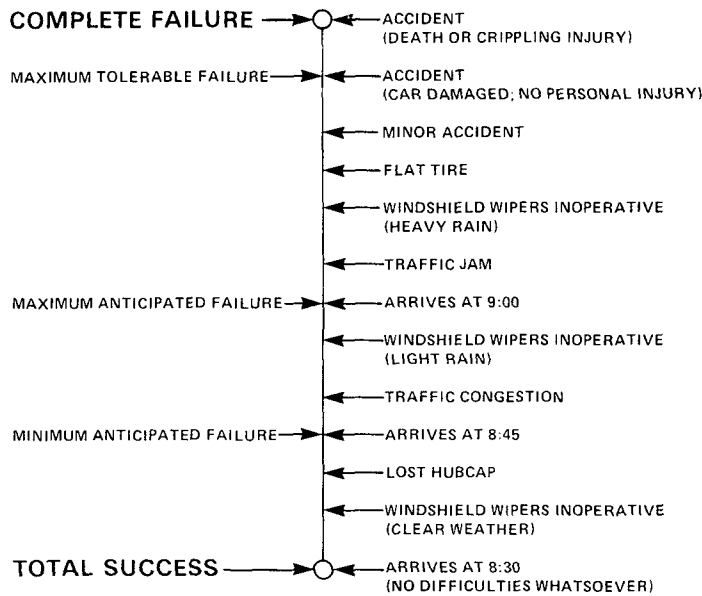 COMPLETE FAILURE
ACCIDENT
(DEATH OR CRIPPLING INJURY)
MAXIMUM TOLERABLE FAILURE
ACCIDENT
(CAR DAMAGED; NO PERSONAL INJURY)
MINOR ACCIDENT
FLAT TIRE
WINDSHIELD WIPERS INOPERATIVE
(HEAVY RAIN)
TRAFFIC JAM
MAXIMUM ANTICIPATED FAILURE
ARRIVES AT 9:00
WINDSHIELD WIPERS INOPERATIVE
(LIGHT RAIN)
TRAFFIC CONGESTION
MINIMUM ANTICIPATED FAILURE
ARRIVES AT 8:45
LOST HUBCAP
WINDSHIELD WIPERS INOPERATIVE
(CLEAR WEATHER)
TOTAL SUCCESS
ARRIVES AT 8:30
(NO DIFFICULTIES WHATSOEVER)